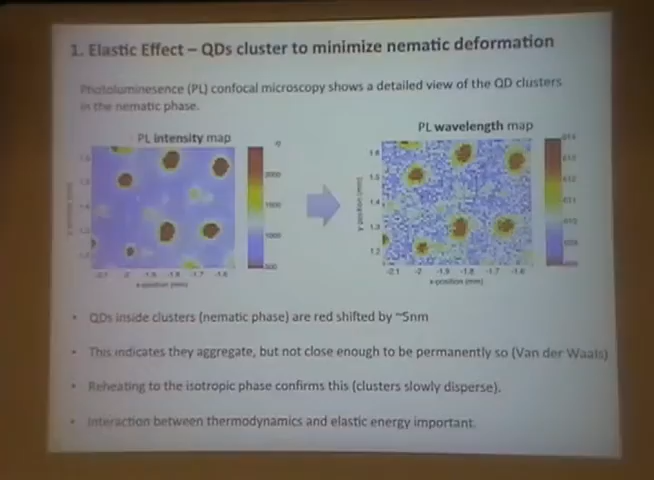 1. Elastic Effect – QDs cluster to minimize nematic deformation
Photoluminesence (PL) confocal microscopy shows a detailed view of the QD clusters
in the nematic phase.
PL intensity map
PL wavelength map
x-position (mm)
y-position (mm)
x-position (mm)
• QDs inside clusters (nematic phase) are red shifted by ~5nm
• This indicates they aggregate, but not close enough to be permanently so (Van der Waals)
• Reheating to the isotropic phase confirms this (clusters slowly disperse).
• Interaction between thermodynamics and elastic energy important.